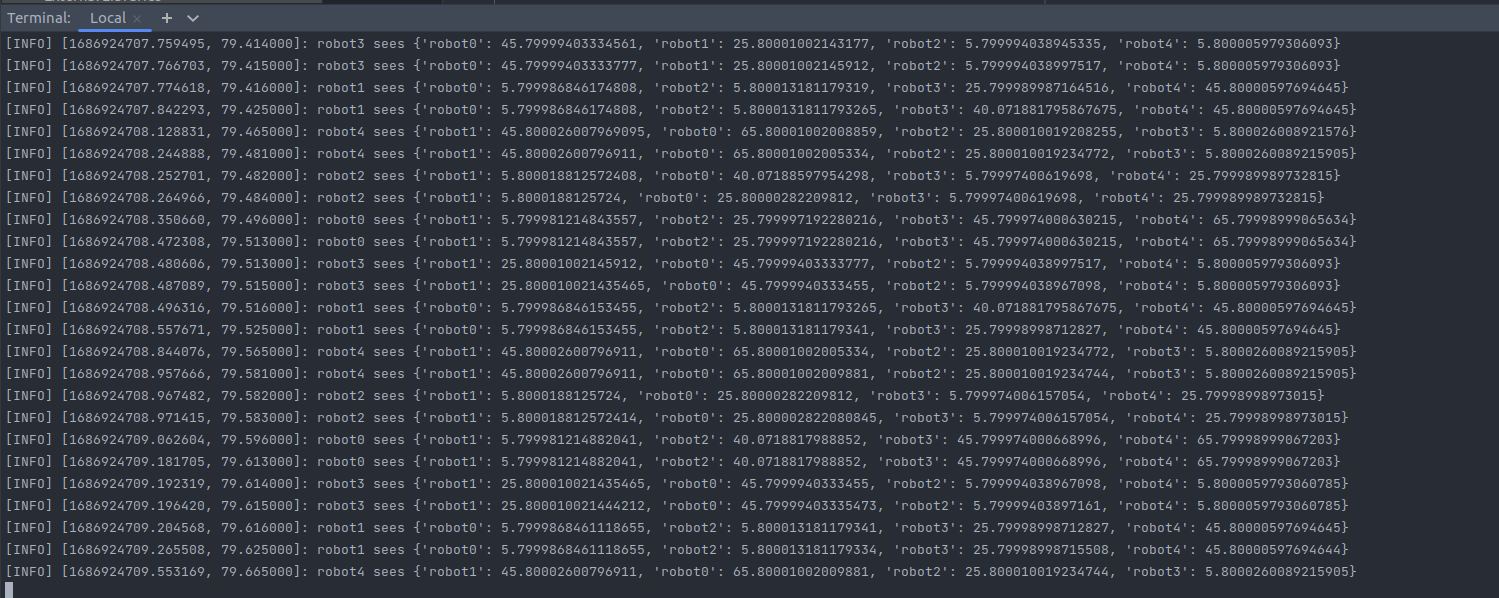 Terminal: Local × +
[INFO] [1686924707.759495, 79.414000]: robot3 sees {'robot0': 45.79999403334561, 'robot1': 25.80001002143177, 'robot2': 5.799994038945335, 'robot4': 5.800005979306093}
[INFO] [1686924707.766703, 79.415000]: robot3 sees {'robot0': 45.79999403333777, 'robot1': 25.80001002145912, 'robot2': 5.799994038997517, 'robot4': 5.800005979306093}
[INFO] [1686924707.774618, 79.416000]: robot1 sees {'robot0': 5.799986846174808, 'robot2': 5.800013181179319, 'robot3': 25.799989987164516, 'robot4': 45.80000597694645}
[INFO] [1686924707.842293, 79.425000]: robot1 sees {'robot0': 5.799986846174808, 'robot2': 5.8000131811793265, 'robot3': 40.071881795867675, 'robot4': 45.80000597694645}
[INFO] [1686924708.128831, 79.465000]: robot4 sees {'robot1': 45.800026007969095, 'robot0': 65.80001002008859, 'robot2': 25.800010019208255, 'robot3': 5.800026008921576}
[INFO] [1686924708.244888, 79.481000]: robot4 sees {'robot1': 45.80002600796911, 'robot0': 65.80001002005334, 'robot2': 25.800010019234772, 'robot3': 5.8000260089215905}
[INFO] [1686924708.252701, 79.482000]: robot2 sees {'robot1': 5.800018812572408, 'robot0': 40.07188597954298, 'robot3': 5.79997400619698, 'robot4': 25.799989989732815}
[INFO] [1686924708.264966, 79.484000]: robot2 sees {'robot1': 5.8000188125724, 'robot0': 25.80000282209812, 'robot3': 5.79997400619698, 'robot4': 25.799989989732815}
[INFO] [1686924708.350660, 79.496000]: robot0 sees {'robot1': 5.799981214843557, 'robot2': 25.799997192280216, 'robot3': 45.799974000630215, 'robot4': 65.79998999065634}
[INFO] [1686924708.472308, 79.513000]: robot0 sees {'robot1': 5.799981214843557, 'robot2': 25.799997192280216, 'robot3': 45.799974000630215, 'robot4': 65.79998999065634}
[INFO] [1686924708.480606, 79.513000]: robot3 sees {'robot1': 25.80001002145912, 'robot0': 45.79999403333777, 'robot2': 5.799994038997517, 'robot4': 5.800005979306093}
[INFO] [1686924708.487089, 79.515000]: robot3 sees {'robot1': 25.800010021435465, 'robot0': 45.7999940333455, 'robot2': 5.799994038967098, 'robot4': 5.800005979306093}
[INFO] [1686924708.496316, 79.516000]: robot1 sees {'robot0': 5.799986846153455, 'robot2': 5.8000131811793265, 'robot3': 40.071881795867675, 'robot4': 45.80000597694645}
[INFO] [1686924708.557671, 79.525000]: robot1 sees {'robot0': 5.799986846153455, 'robot2': 5.800013181179341, 'robot3': 25.79998998712827, 'robot4': 45.80000597694645}
[INFO] [1686924708.844076, 79.565000]: robot4 sees {'robot1': 45.80002600796911, 'robot0': 65.80001002005334, 'robot2': 25.800010019234772, 'robot3': 5.8000260089215905}
[INFO] [1686924708.957666, 79.581000]: robot4 sees {'robot1': 45.80002600796911, 'robot0': 65.80001002009881, 'robot2': 25.800010019234744, 'robot3': 5.8000260089215905}
[INFO] [1686924708.967482, 79.582000]: robot2 sees {'robot1': 5.8000188125724, 'robot0': 25.80000282209812, 'robot3': 5.799974006157054, 'robot4': 25.79998998973015}
[INFO] [1686924708.971415, 79.583000]: robot2 sees {'robot1': 5.800018812572414, 'robot0': 25.800002822080845, 'robot3': 5.799974006157054, 'robot4': 25.79998998973015}
[INFO] [1686924709.062604, 79.596000]: robot0 sees {'robot1': 5.799981214882041, 'robot2': 40.0718817988852, 'robot3': 45.799974000668996, 'robot4': 65.79998999067203}
[INFO] [1686924709.181705, 79.613000]: robot0 sees {'robot1': 5.799981214882041, 'robot2': 40.0718817988852, 'robot3': 45.799974000668996, 'robot4': 65.79998999067203}
[INFO] [1686924709.192319, 79.614000]: robot3 sees {'robot1': 25.800010021435465, 'robot0': 45.7999940333455, 'robot2': 5.799994038967098, 'robot4': 5.8000059793060785}
[INFO] [1686924709.196420, 79.615000]: robot3 sees {'robot1': 25.800010021444212, 'robot0': 45.79999403335473, 'robot2': 5.79999403897161, 'robot4': 5.8000059793060785}
[INFO] [1686924709.204568, 79.616000]: robot1 sees {'robot0': 5.7999868461118655, 'robot2': 5.800013181179341, 'robot3': 25.79998998712827, 'robot4': 45.80000597694645}
[INFO] [1686924709.265508, 79.625000]: robot1 sees {'robot0': 5.7999868461118655, 'robot2': 5.800013181179334, 'robot3': 25.79998998715508, 'robot4': 45.80000597694644}
[INFO] [1686924709.553169, 79.665000]: robot4 sees {'robot1': 45.80002600796911, 'robot0': 65.80001002009881, 'robot2': 25.800010019234744, 'robot3': 5.8000260089215905}